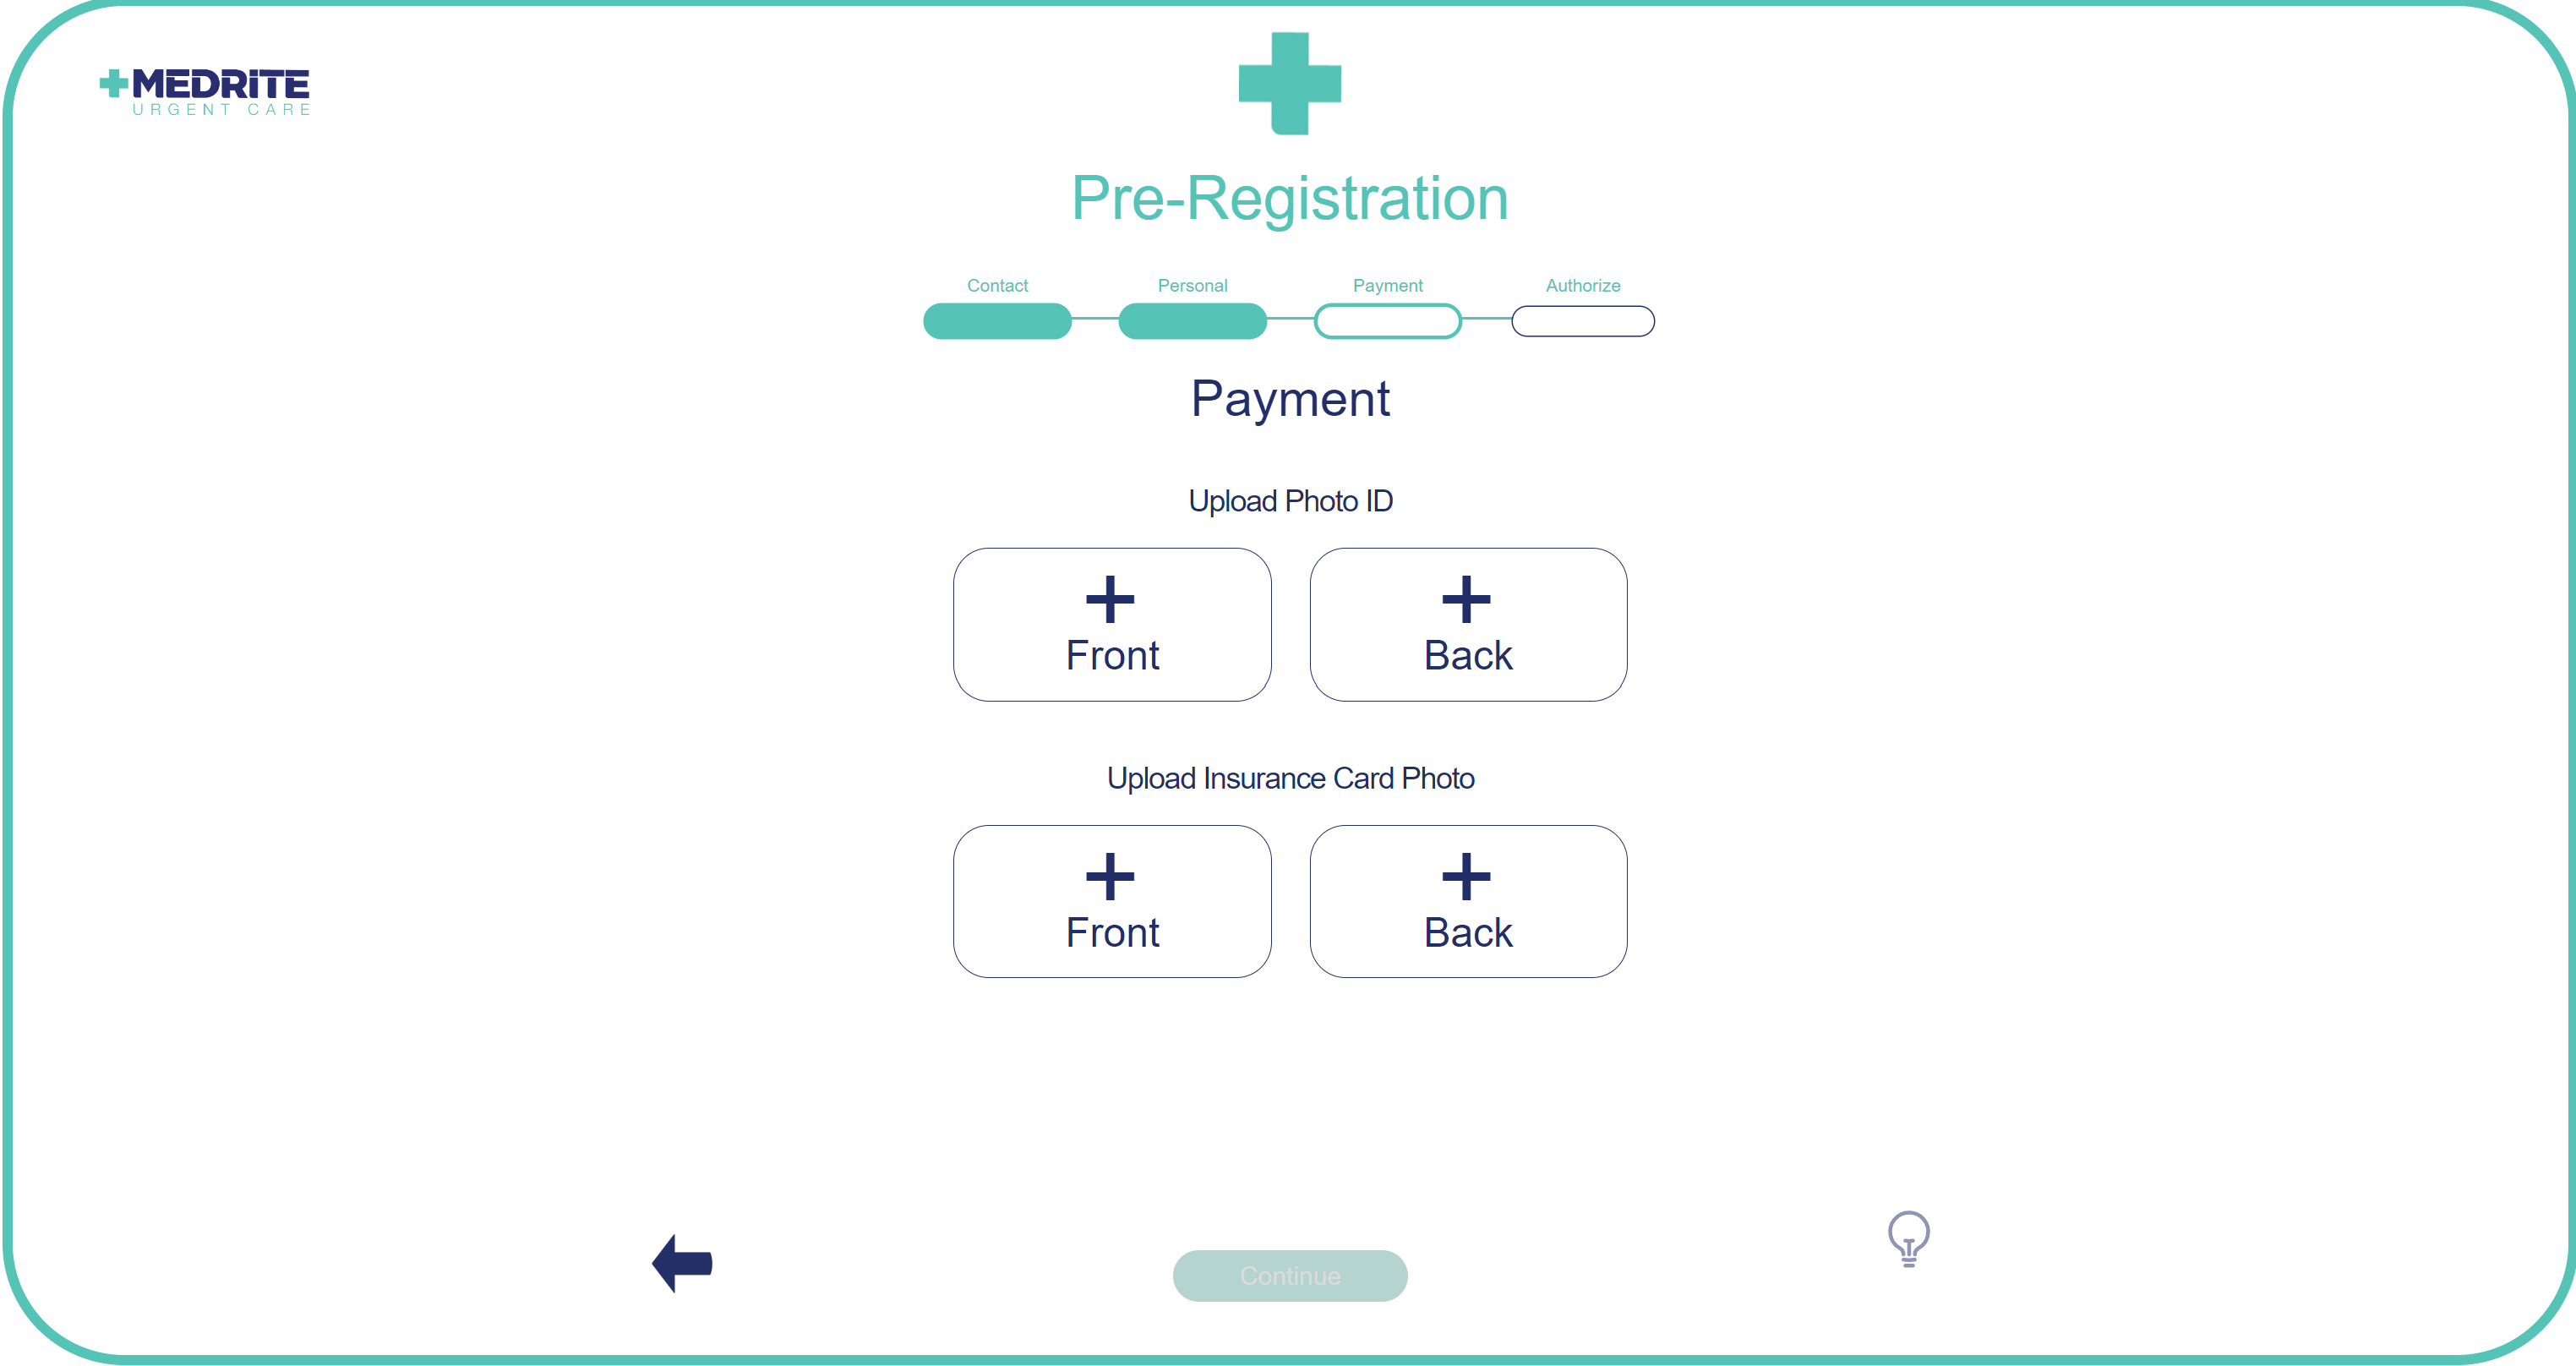 MEDRITE
URGENT CARE
Pre-Registration
Contact Personal Payment Authorize
Payment
Upload Photo ID
Front Back
Upload Insurance Card Photo
Front Back
Continue